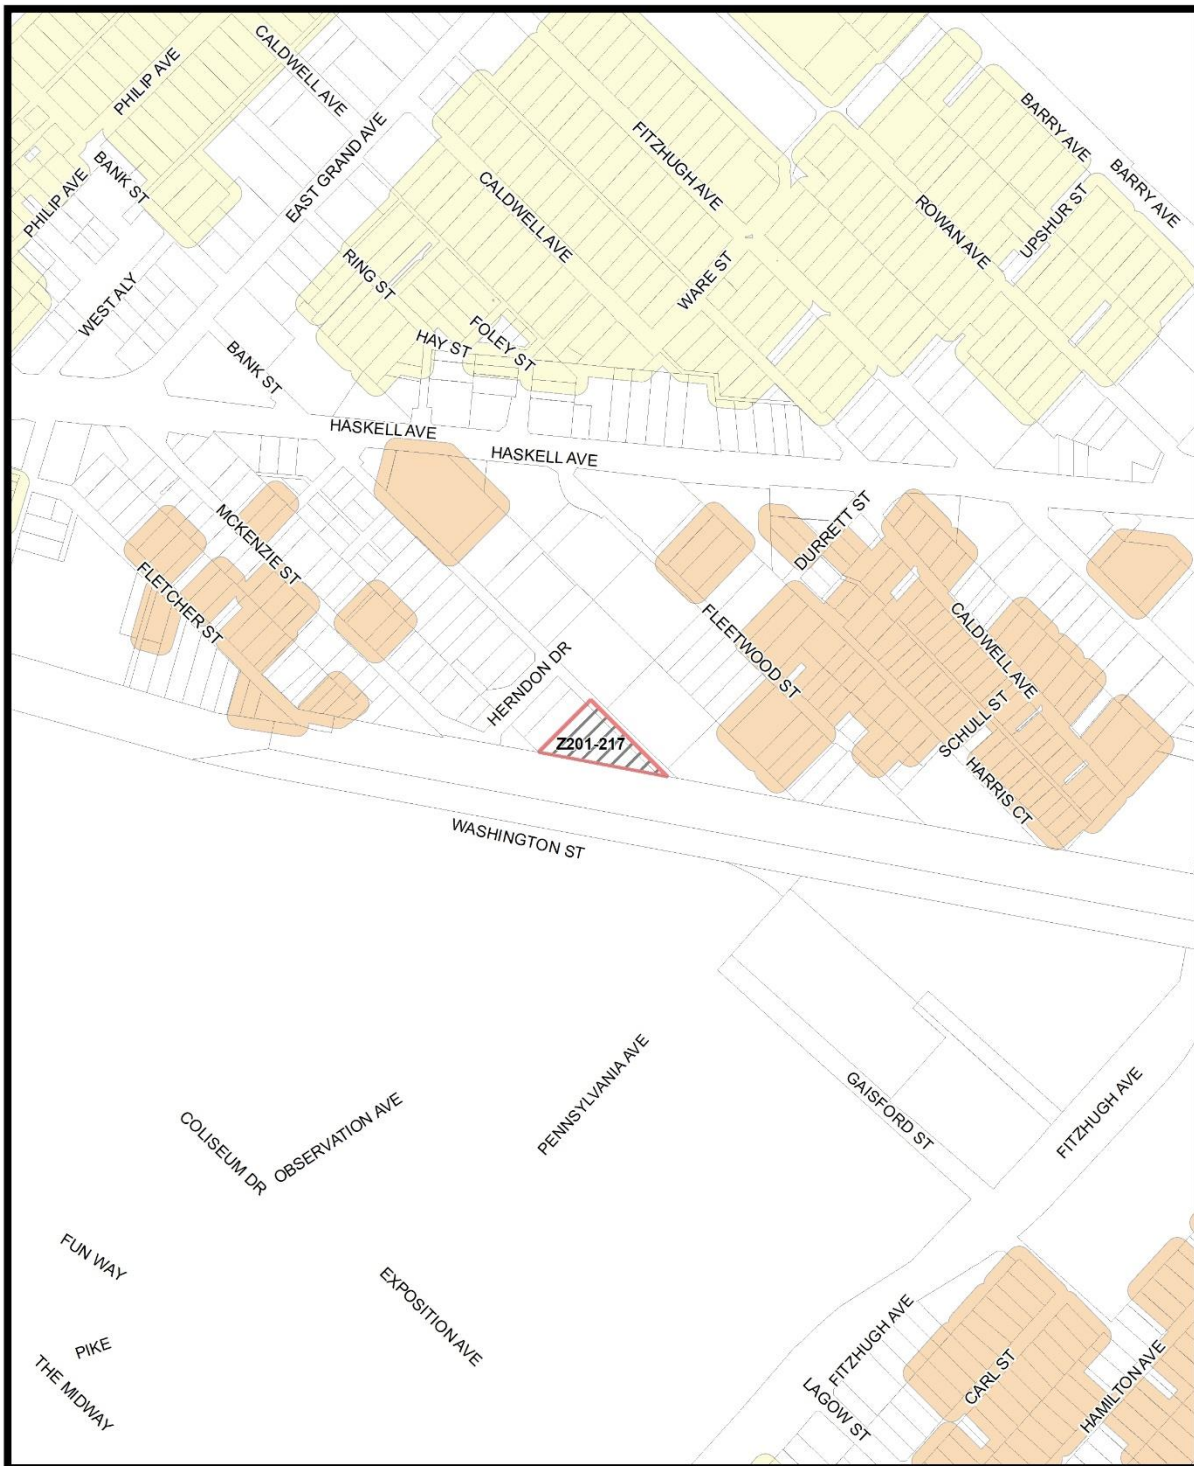 CALDWELL AVE
PHILIP AVE
BARRY AVE
EAST GRAND AVE
FITZHUGH AVE
BANK ST
BARRY AVE
PHILIP AVE
CALDWELL AVE
ROWAN AVE
UPSHUR ST
RING ST
WARE ST
WEST ALY
FOLEY ST
HAY ST
BANK ST
HASKELL AVE
HASKELL AVE
DURRETT ST
MCKENZIE ST
FLETCHER ST
CALDWELL AVE
FLEETWOOD ST
HERNDON DR
SCHULL ST
Z201-217
HARRIS CT
WASHINGTON ST
PENNSYLVANIA AVE
GAISFORD ST
FITZHUGH AVE
OBSERVATION AVE
COLISEUM DR
FUN WAY
EXPOSITION AVE
PIKE
FITZHUGH AVE
THE MIDWAY
CARL ST
HAMILTON AVE
LAGOW ST